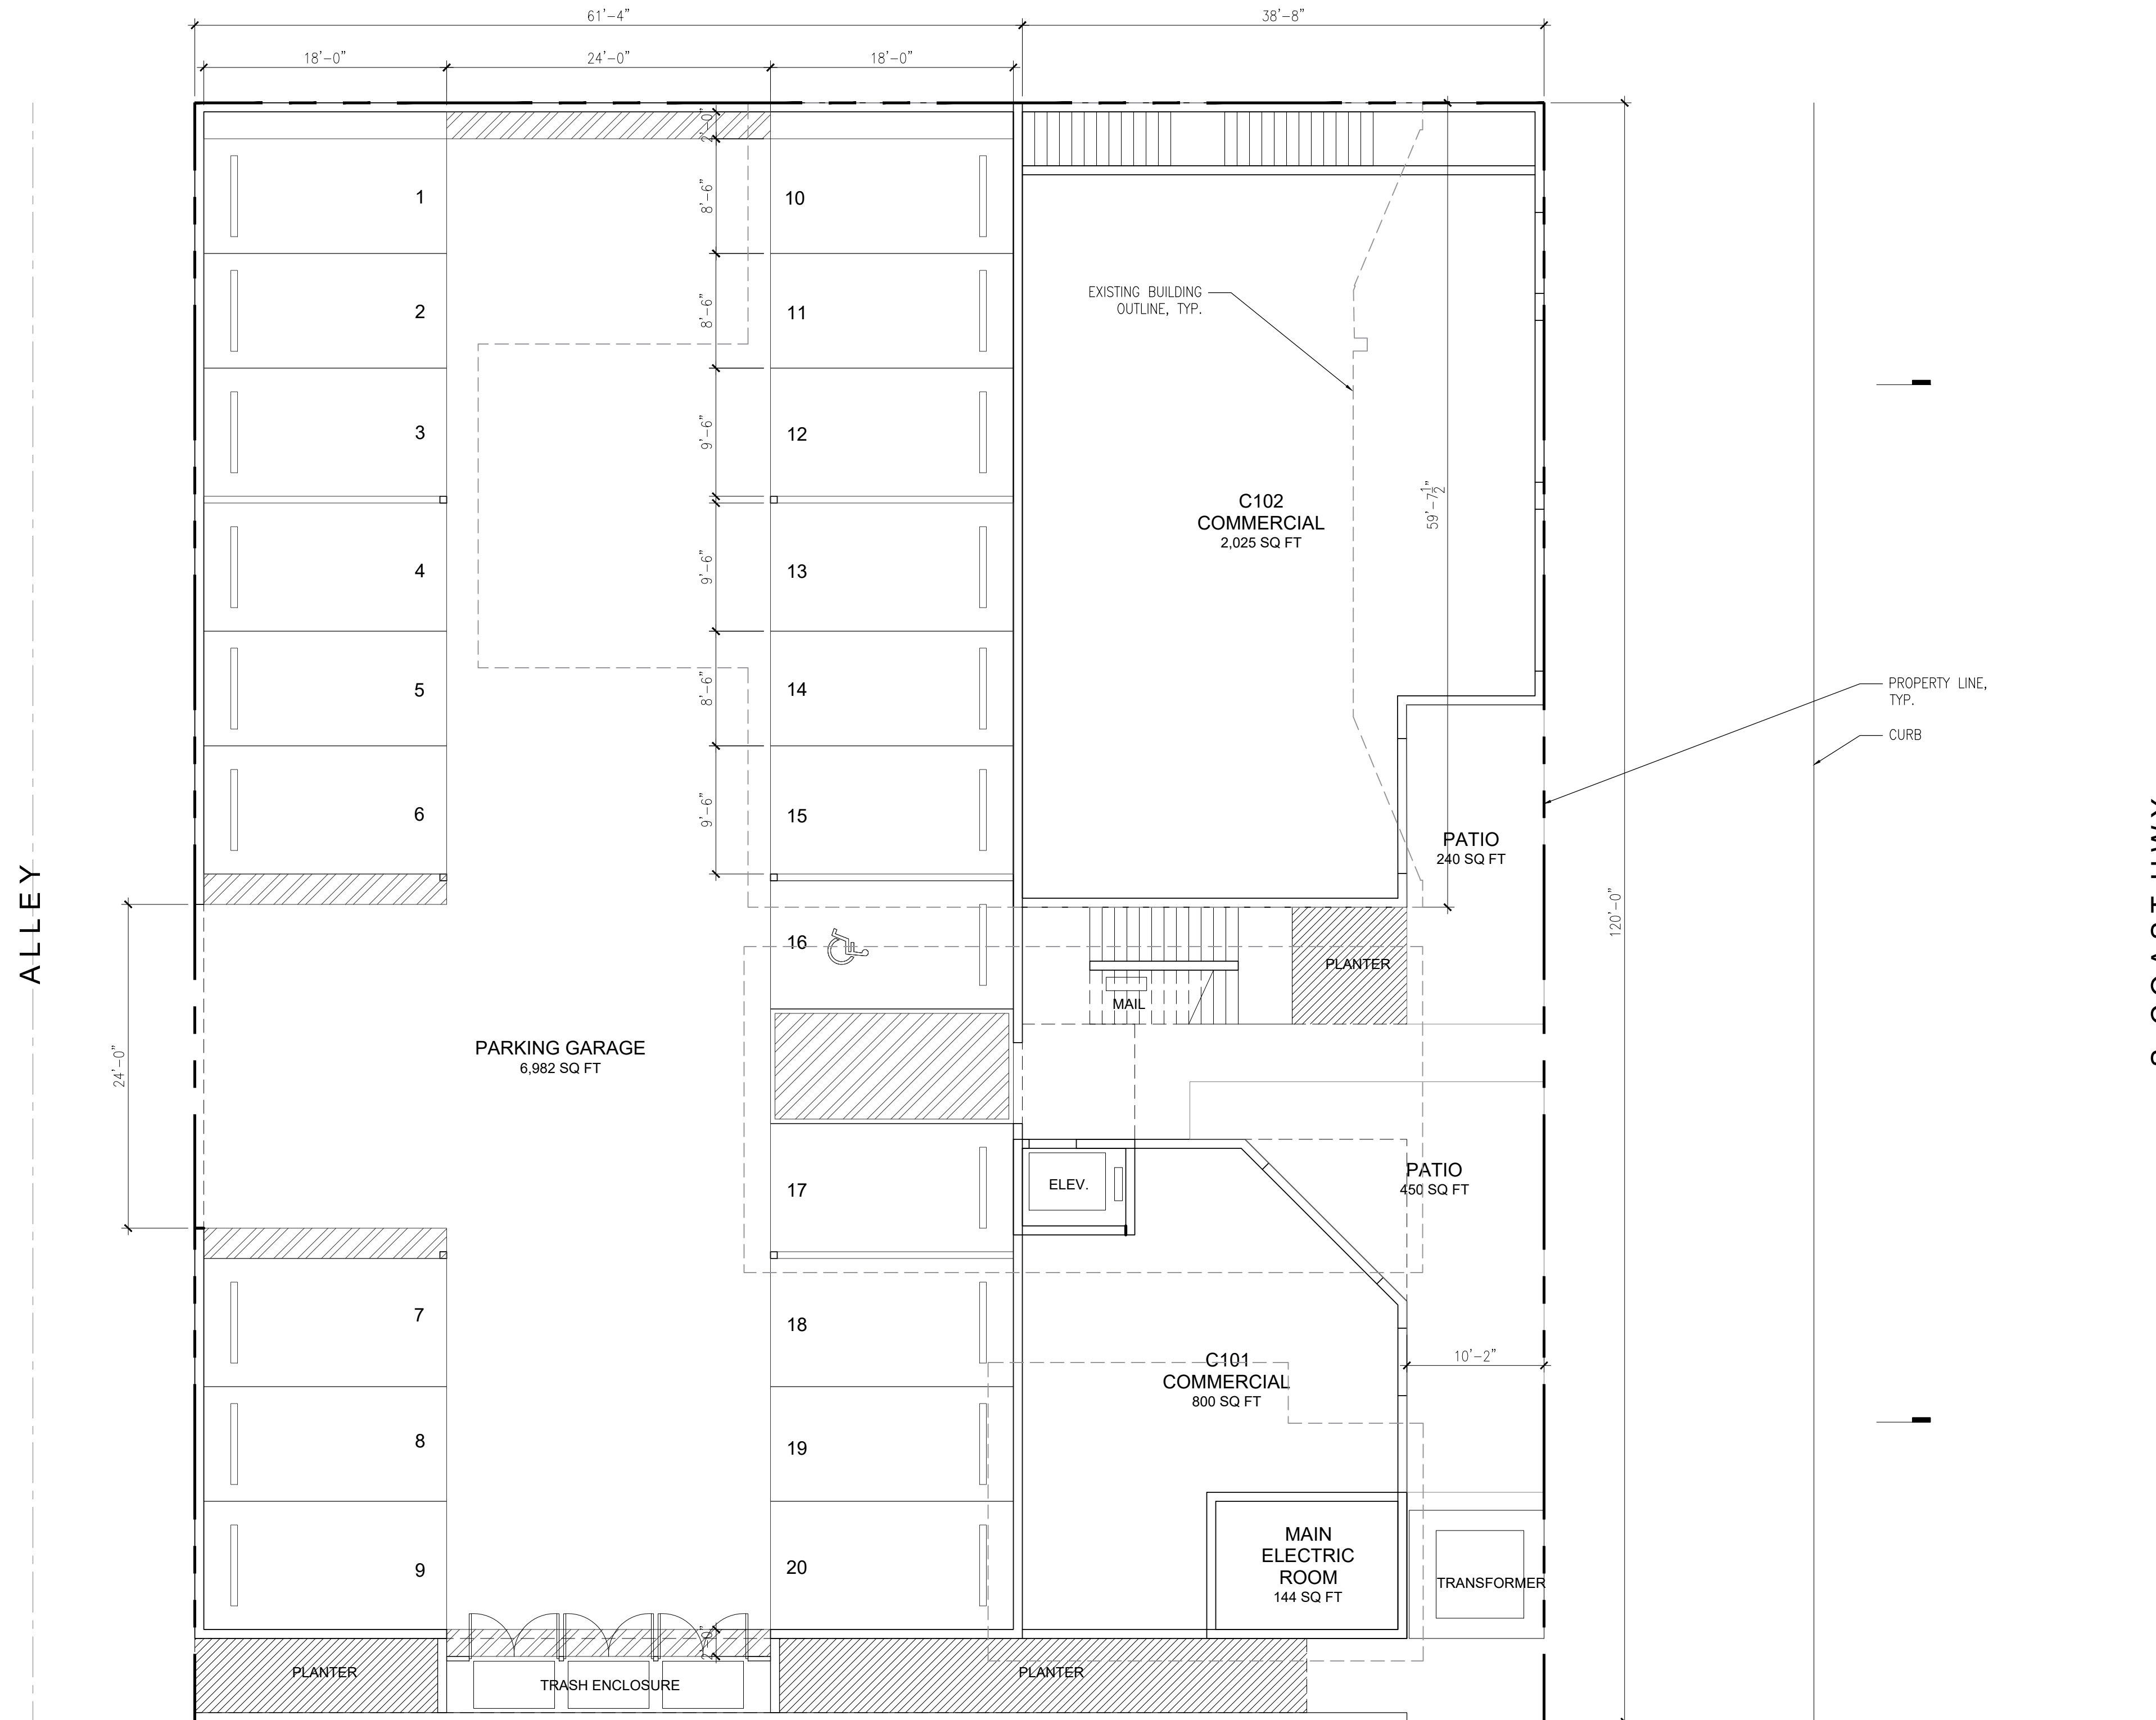 61'-4"
38'-8"
18'-0"
24'-0"
18'-0"
1
10
8'-6"
2
11
8'-6"
EXISTING BUILDING
OUTLINE, TYP.
3
12
9'-6"
C102
COMMERCIAL
2,025 SQ FT
59'-7 1/2"
4
13
9'-6"
5
14
8'-6"
PROPERTY LINE,
TYP.
CURB
6
15
9'-6"
PATIO
240 SQ FT
ALLEY
120'-0"
16
PLANTER
MAIL
24'-0"
PARKING GARAGE
6,982 SQ FT
17
ELEV.
PATIO
450 SQ FT
7
18
10'-2"
C101
COMMERCIAL
800 SQ FT
8
19
9
20
MAIN
ELECTRIC
ROOM
144 SQ FT
TRANSFORMER
PLANTER
TRASH ENCLOSURE
PLANTER